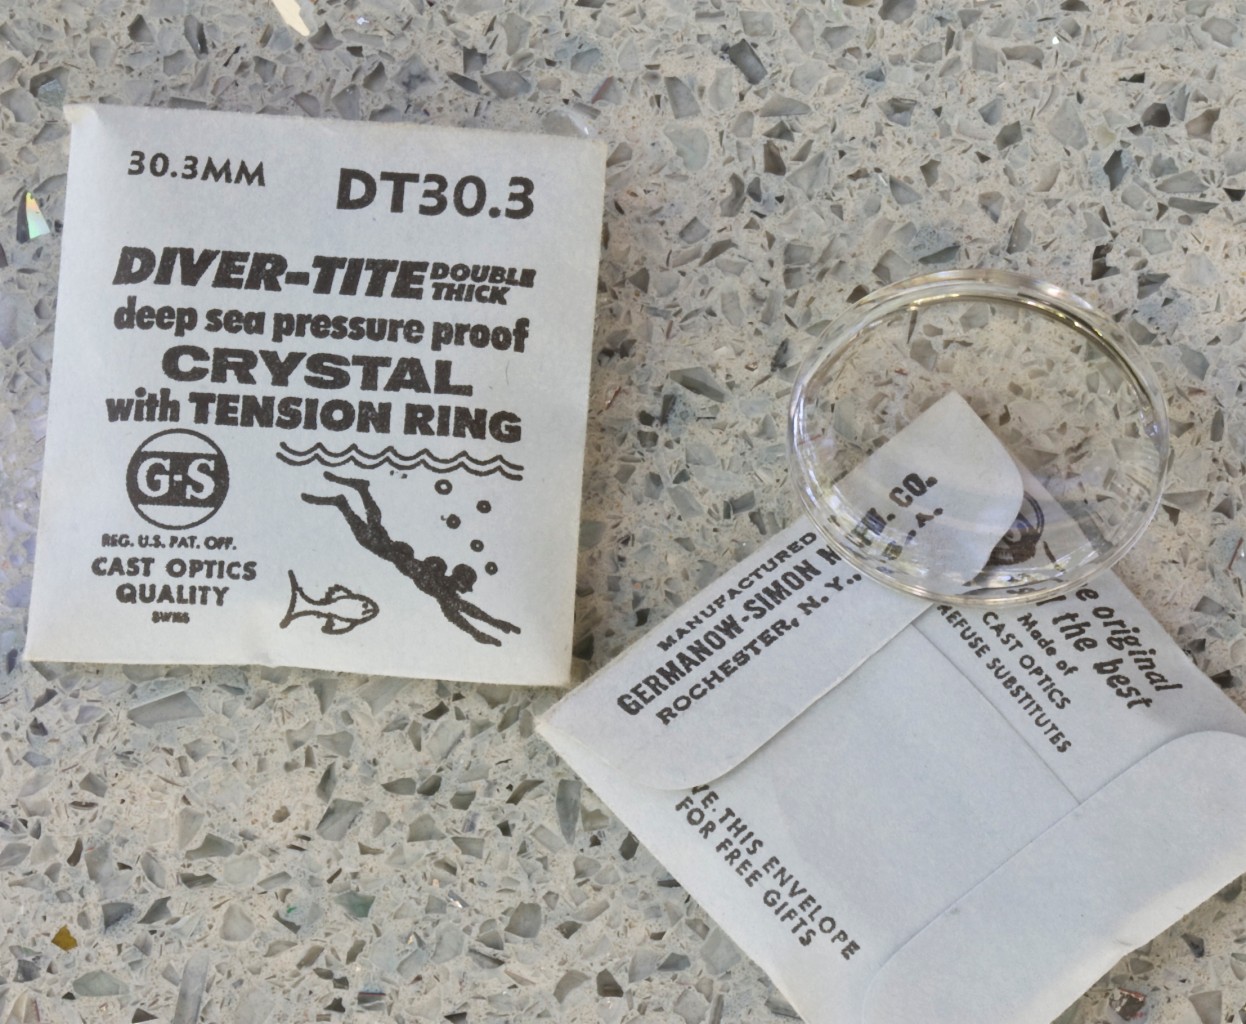 30.3MM
DT30.3
DIVER-TITE DOUBLE THICK
deep sea pressure proof
CRYSTAL
with TENSION RING
G-S
REG. U.S. PAT. OFF.
CAST OPTICS
QUALITY
SWISS
MANUFACTURED
GERMANOW-SIMON CO.
ROCHESTER, N.Y.,
original
the best
Made of
CAST OPTICS
REFUSE SUBSTITUTES
THIS ENVELOPE
FOR FREE GIFTS